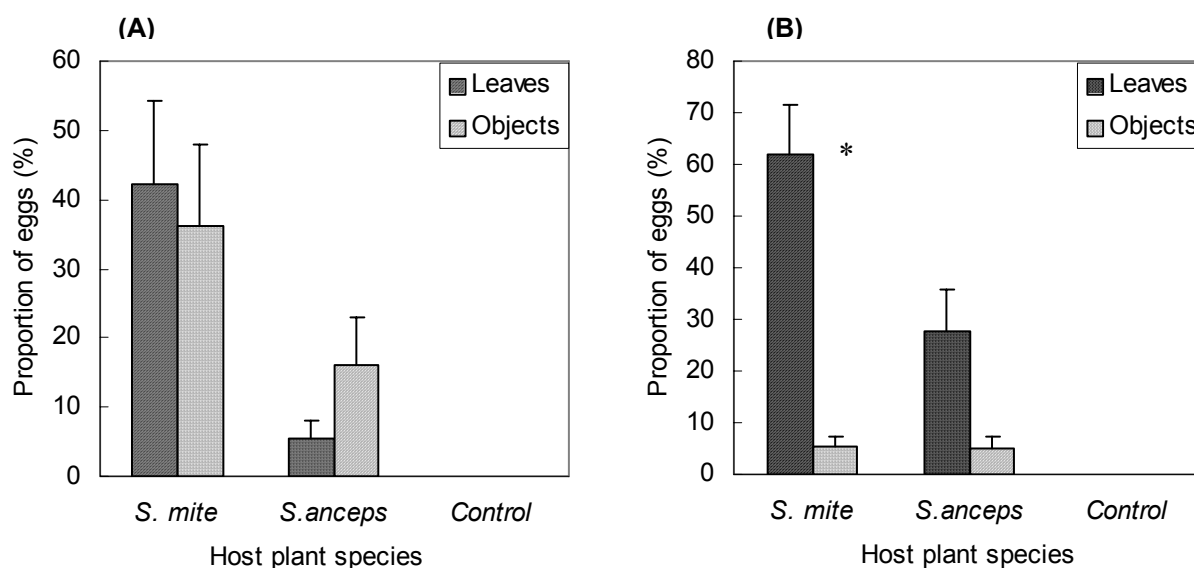 (A)
Proportion of eggs (%)
60
50
40
30
20
10
0
Leaves
Objects
S. mite S.anceps Control
Host plant species
(B)
Proportion of eggs (%)
80
70
60
50
40
30
20
10
0
Leaves
Objects
*
S. mite S.anceps Control
Host plant species